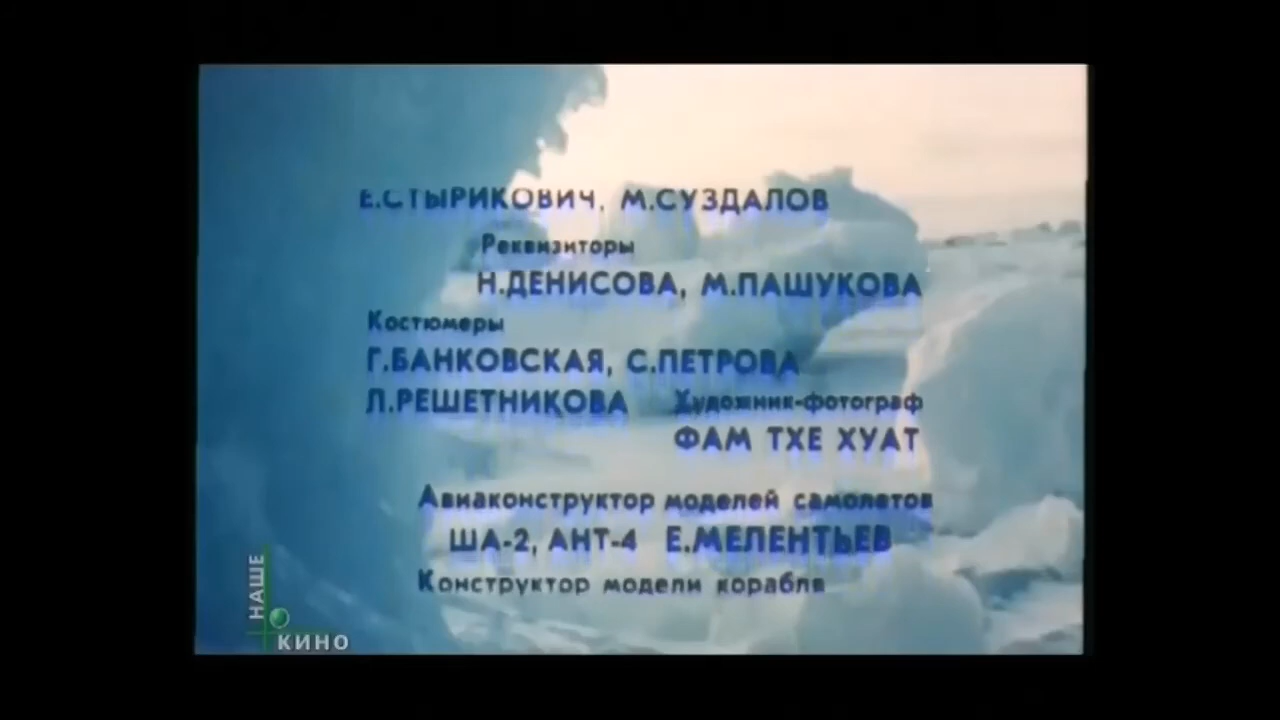 Е.СТЫРИКОВИЧ, М.СУЗДАЛОВ
Реквизиторы
Н.ДЕНИСОВА, М.ПАШУКОВА
Костюмеры
Г.БАНКОВСКАЯ, С.ПЕТРОВА
Л.РЕШЕТНИКОВА
Художник-фотограф
ФАМ ТХЕ ХУАТ
Авиаконструктор моделей самолетов
ША-2, АНТ-4 Е.МЕЛЕНТЬЕВ
Конструктор модели корабля
НАШЕ
КИНО